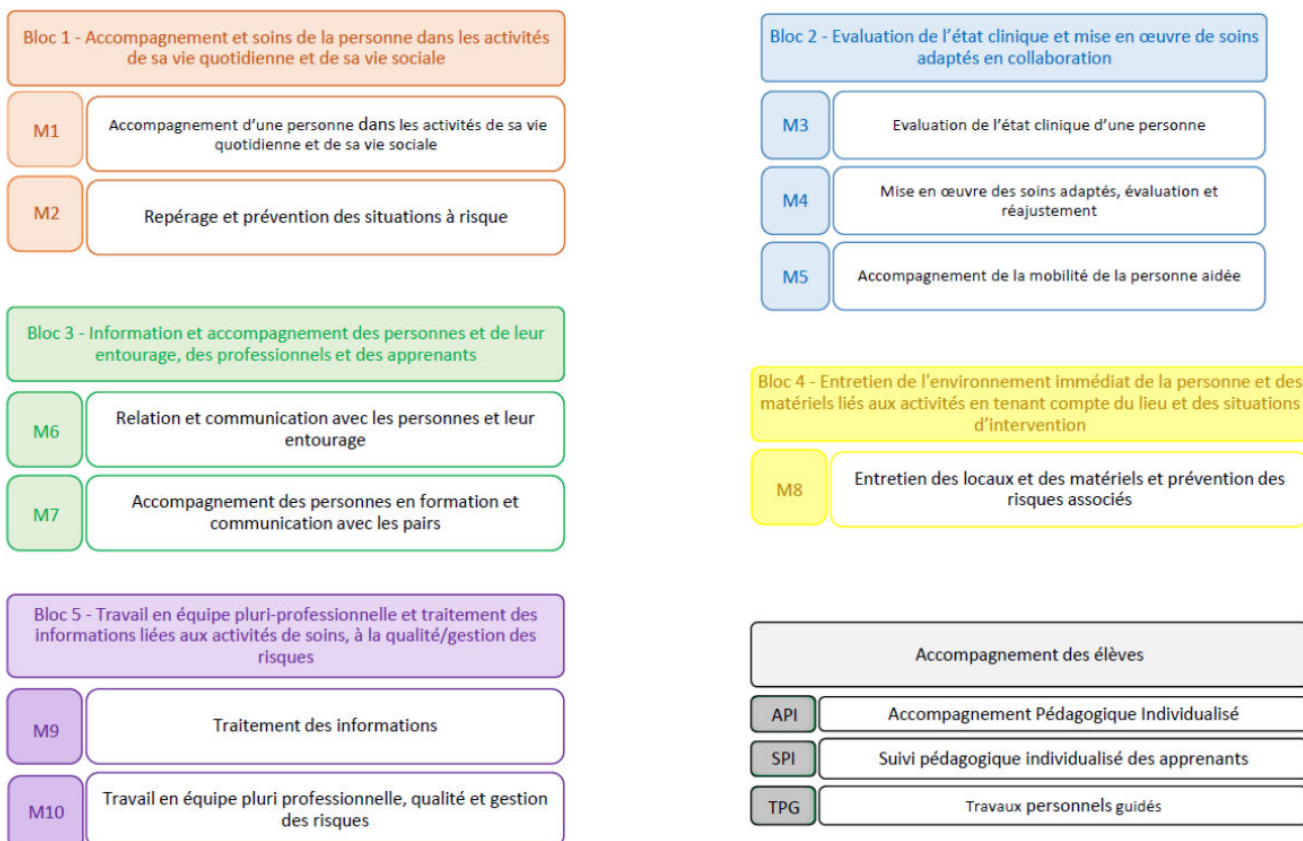 Bloc 1 - Accompagnement et soins de la personne dans les activités
de sa vie quotidienne et de sa vie sociale
M1
Accompagnement d'une personne dans les activités de sa vie
quotidienne et de sa vie sociale
M2
Repérage et prévention des situations à risque
Bloc 2 - Evaluation de l'état clinique et mise en œuvre de soins
adaptés en collaboration
M3
Evaluation de l'état clinique d'une personne
M4
Mise en œuvre des soins adaptés, évaluation et
réajustement
M5
Accompagnement de la mobilité de la personne aidée
Bloc 3 - Information et accompagnement des personnes et de leur
entourage, des professionnels et des apprenants
M6
Relation et communication avec les personnes et leur
entourage
M7
Accompagnement des personnes en formation et
communication avec les pairs
Bloc 4 - Entretien de l'environnement immédiat de la personne et des
matériels liés aux activités en tenant compte du lieu et des situations
d'intervention
M8
Entretien des locaux et des matériels et prévention des
risques associés
Bloc 5 - Travail en équipe pluri-professionnelle et traitement des
informations liées aux activités de soins, à la qualité/gestion des
risques
M9
Traitement des informations
M10
Travail en équipe pluri professionnelle, qualité et gestion
des risques
Accompagnement des élèves
API
Accompagnement Pédagogique Individualisé
SPI
Suivi pédagogique individualisé des apprenants
TPG
Travaux personnels guidés